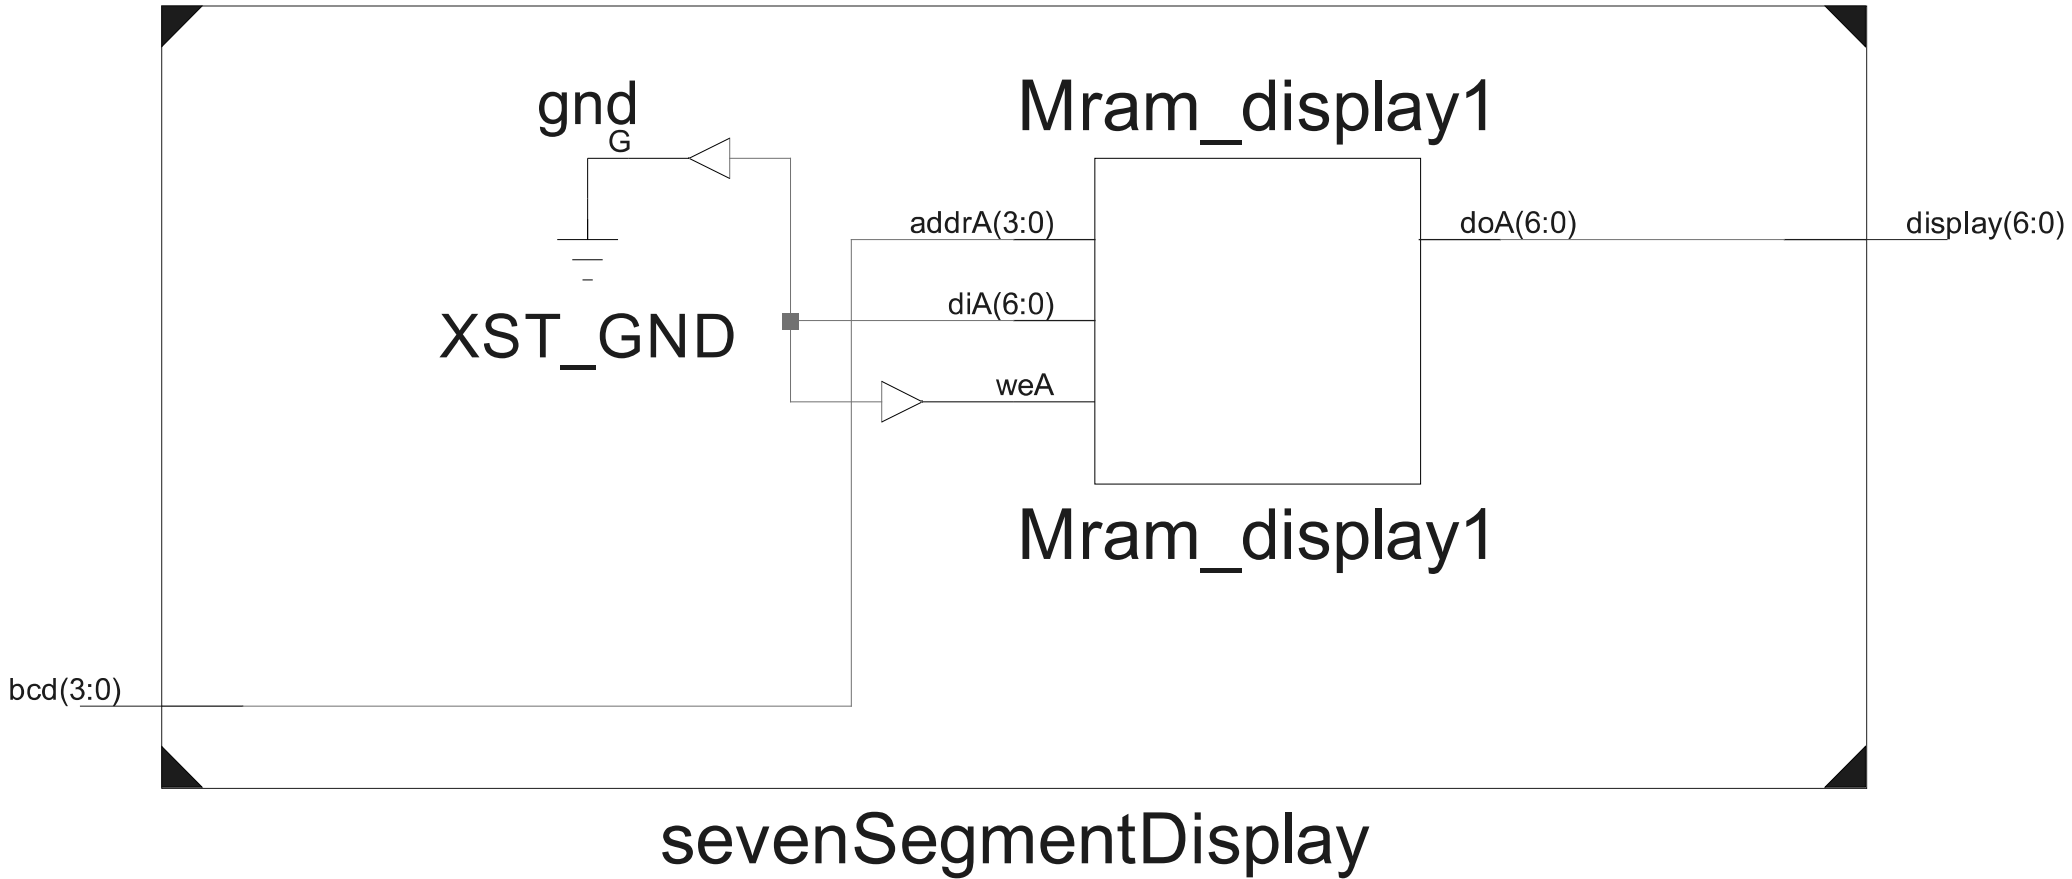 gnd
G
XST_GND
Mram_display1
addrA(3:0)
diA(6:0)
weA
doA(6:0)
Mram_display1
display(6:0)
bcd(3:0)
sevenSegmentDisplay